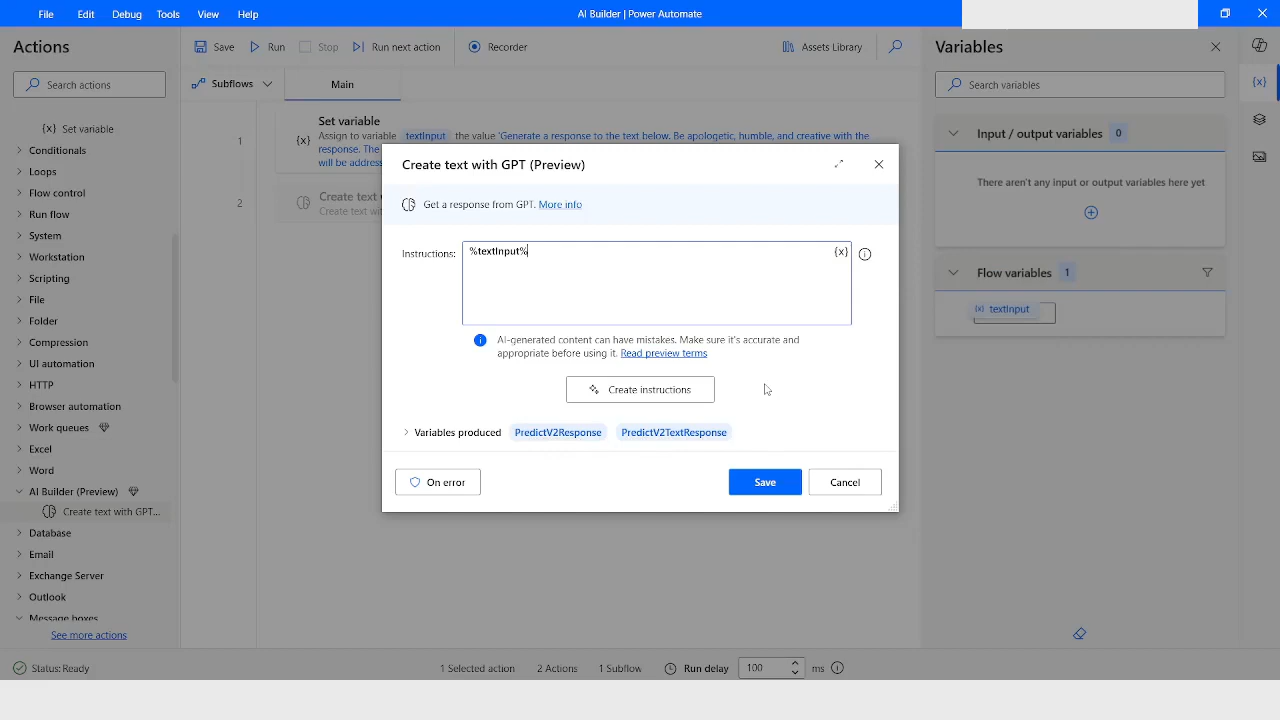 File Edit Debug Tools View Help AI Builder | Power Automate
Actions
Save Run Stop Run next action Recorder Assets Library
Variables
Search actions
Subflows Main
Search variables
{x} Set variable
Conditionals
Loops
Flow control
Run flow
System
Workstation
Scripting
File
Folder
Compression
UI automation
HTTP
Browser automation
Work queues
Excel
Word
AI Builder (Preview)
Create text with GPT...
Database
Email
Exchange Server
Outlook
Message boxes
See more actions
1
Set variable
{x} Assign to variable textInput the value 'Generate a response to the text below. Be apologetic, humble, and creative with the
response. The
will be address
2
Create text
Create text wit
Create text with GPT (Preview)
Get a response from GPT. More info
Instructions: %textInput% {x}
AI-generated content can have mistakes. Make sure it's accurate and
appropriate before using it. Read preview terms
Create instructions
Variables produced PredictV2Response PredictV2TextResponse
On error Save Cancel
Input / output variables 0
There aren't any input or output variables here yet
Flow variables 1
{x} textInput
{x}
Status: Ready 1 Selected action 2 Actions 1 Subflow Run delay 100 ms